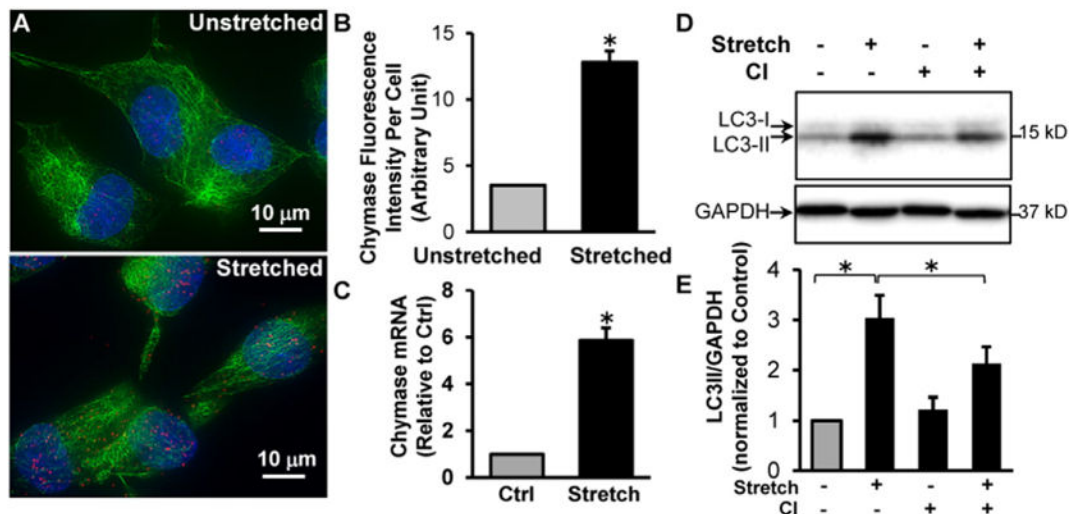 A
Unstretched
10 µm
Stretched
10 µm
B
Chymase Fluorescence
Intensity Per Cell
(Arbitrary Unit)
15
10
5
0
*
Unstretched Stretched
C
Chymase mRNA
(Relative to Ctrl)
8
6
4
2
0
*
Ctrl Stretch
D
Stretch - + - +
CI - - + +
LC3-I
LC3-II
15 kD
GAPDH
37 kD
E
LC3II/GAPDH
(normalized to Control)
4
3
2
1
0
* *
Stretch - + - +
CI - - + +